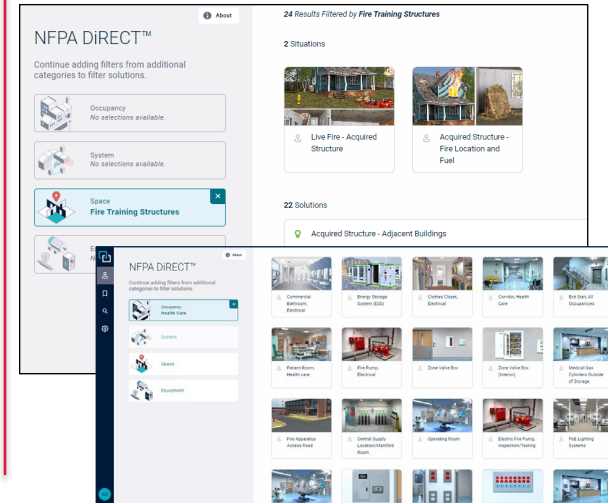 About
24 Results Filtered by Fire Training Structures
NFPA DiRECT™
2 Situations
Continue adding filters from additional
categories to filter solutions.
Occupancy
No selections available.
System
No selections available.
Live Fire - Acquired
Structure
Acquired Structure -
Fire Location and
Fuel
Space
Fire Training Structures
22 Solutions
Acquired Structure - Adjacent Buildings
E
N
About
NFPA DiRECT™
Continue adding filters from additional
categories to filter solutions.
Occupancy
Health Care
System
Space
Equipment
Commercial
Bathroom,
Electrical
Energy Storage
System (ESS)
Clothes Closet,
Electrical
Corridor, Health
Care
Exit Stair, All
Occupancies
Patient Room,
Health care
Fire Pump,
Electrical
Zone Valve Box
Zone Valve Box
(Interior)
Medical Gas
Cylinders Outside
of Storage
Fire Apparatus
Access Road
Central Supply
Location/Manifold
Room
Operating Room
Electric Fire Pump,
Inspection/Testing
PoE Lighting
Systems